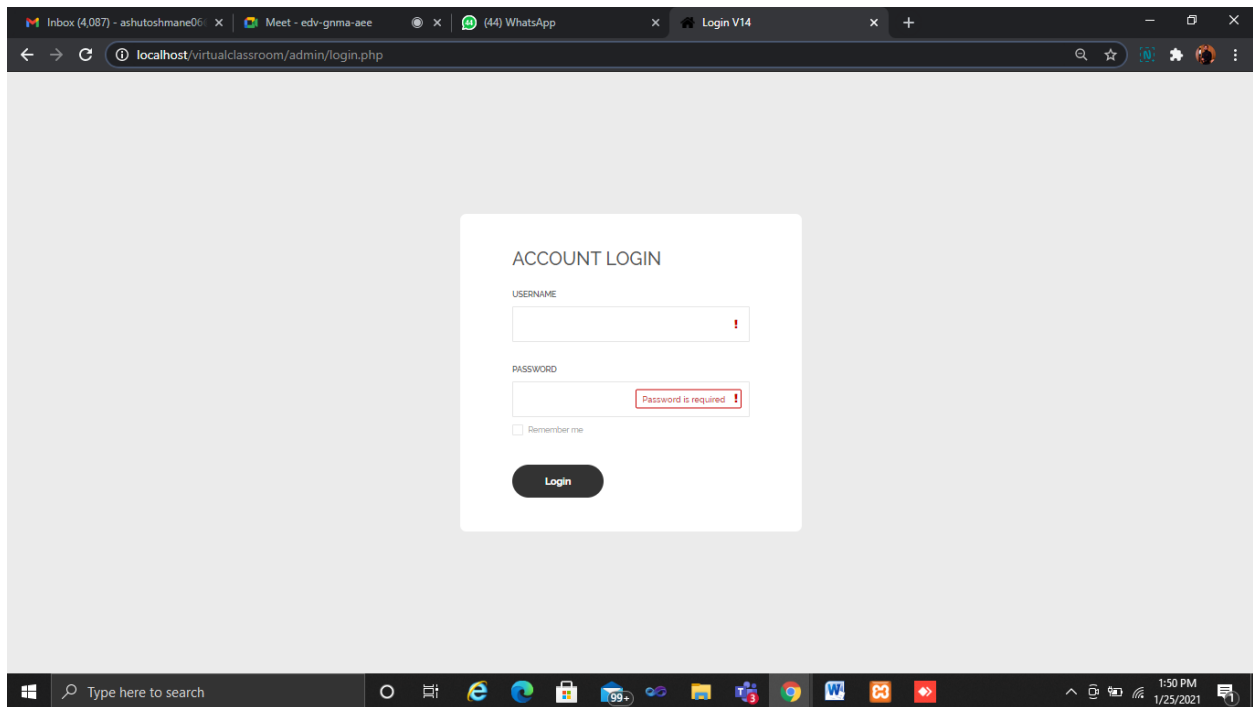 Inbox (4,087) - ashutoshmane06
Meet - edv-gnma-aee
(44) WhatsApp
Login V14
localhost/virtualclassroom/admin/login.php
ACCOUNT LOGIN
USERNAME
!
PASSWORD
Password is required !
Remember me
Login
Type here to search
99+
3
1:50 PM
1/25/2021
1